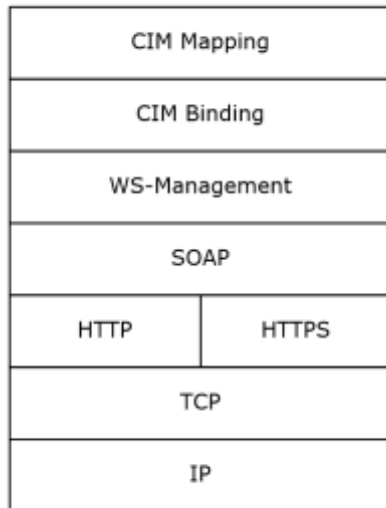 CIM Mapping
CIM Binding
WS-Management
SOAP
HTTP HTTPS
TCP
IP